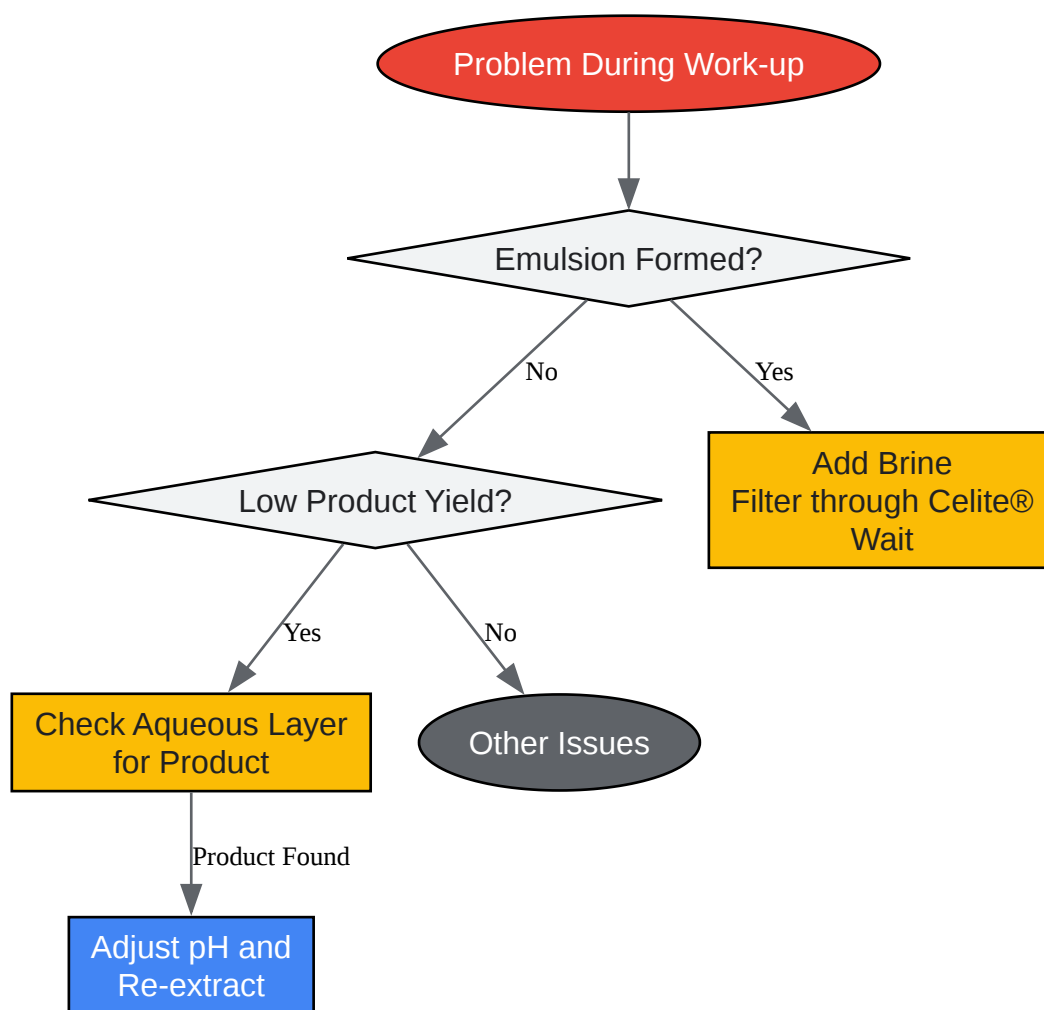 Problem During Work-up
Emulsion Formed?
No
Yes
Add Brine
Filter through Celite®
Wait
Low Product Yield?
Yes
No
Check Aqueous Layer
for Product
Other Issues
Product Found
Adjust pH and
Re-extract